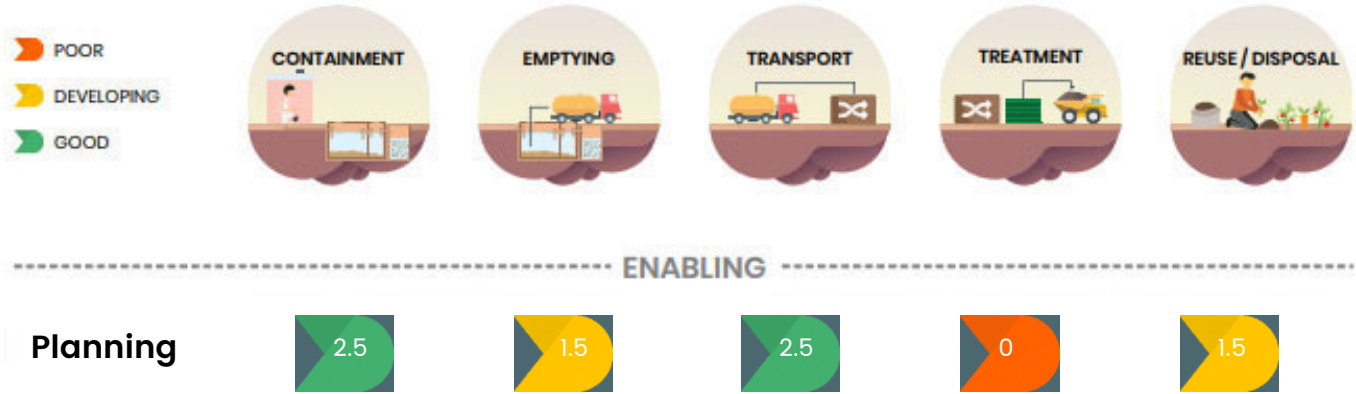 POOR
DEVELOPING
GOOD
CONTAINMENT
EMPTYING
TRANSPORT
TREATMENT
REUSE / DISPOSAL
ENABLING
Planning
2.5
1.5
2.5
0
1.5